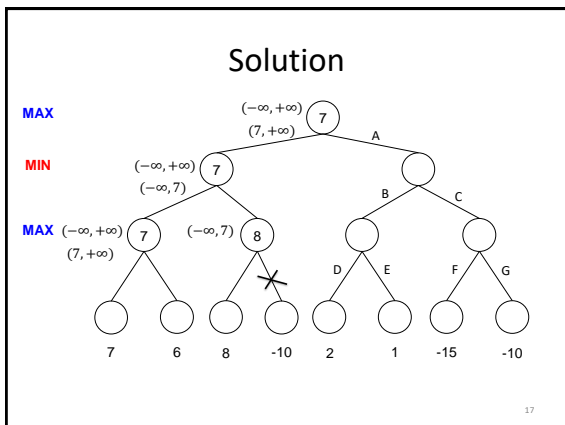 Solution
MAX (−∞, +∞) 7
(7, +∞) A
MIN (−∞, +∞) 7
(−∞, 7)
B C
MAX (−∞, +∞) 7 (−∞, 7) 8
(7, +∞)
D E F G
7 6 8 -10 2 1 -15 -10
17